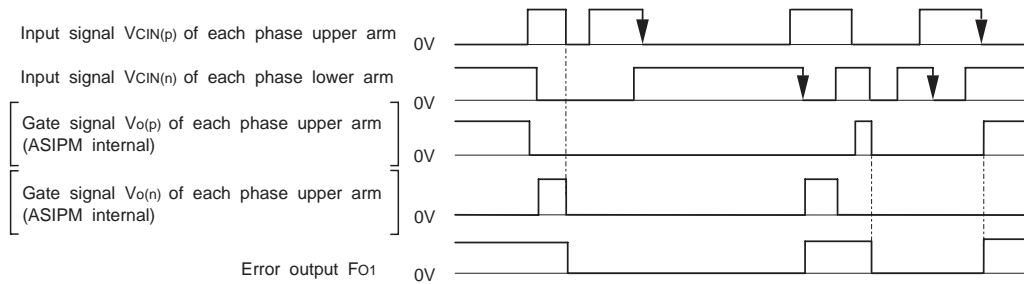 Input signal VCIN(p) of each phase upper arm 0V
Input signal VCIN(n) of each phase lower arm
0V
Gate signal Vo(p) of each phase upper arm
(ASIPM internal)
0V
Gate signal Vo(n) of each phase upper arm
(ASIPM internal)
0V
Error output FO1 0V